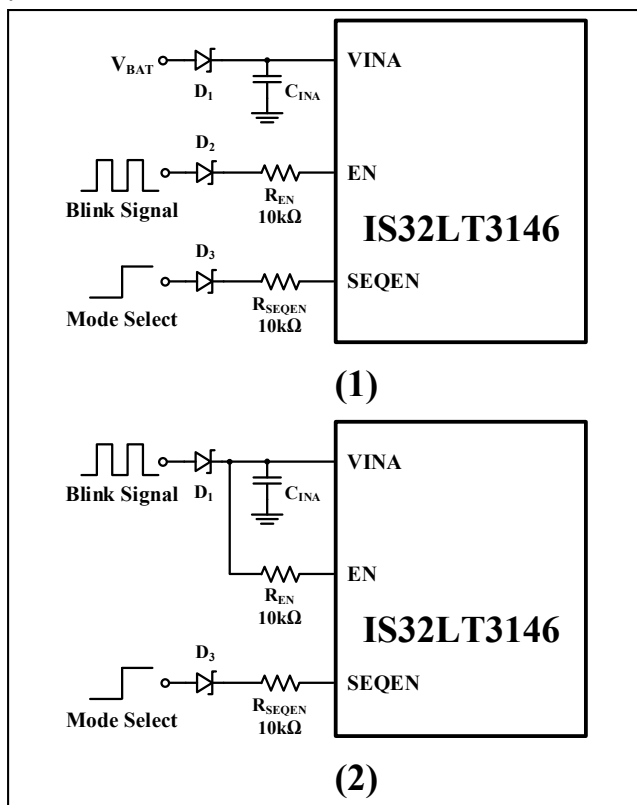 VBAT
D1
CINA
VINA
D2
Blink Signal
REN
10kΩ
EN
IS32LT3146
D3
Mode Select
RSEQEN
10kΩ
SEQEN
(1)
Blink Signal
D1
CINA
VINA
REN
10kΩ
EN
IS32LT3146
D3
Mode Select
RSEQEN
10kΩ
SEQEN
(2)